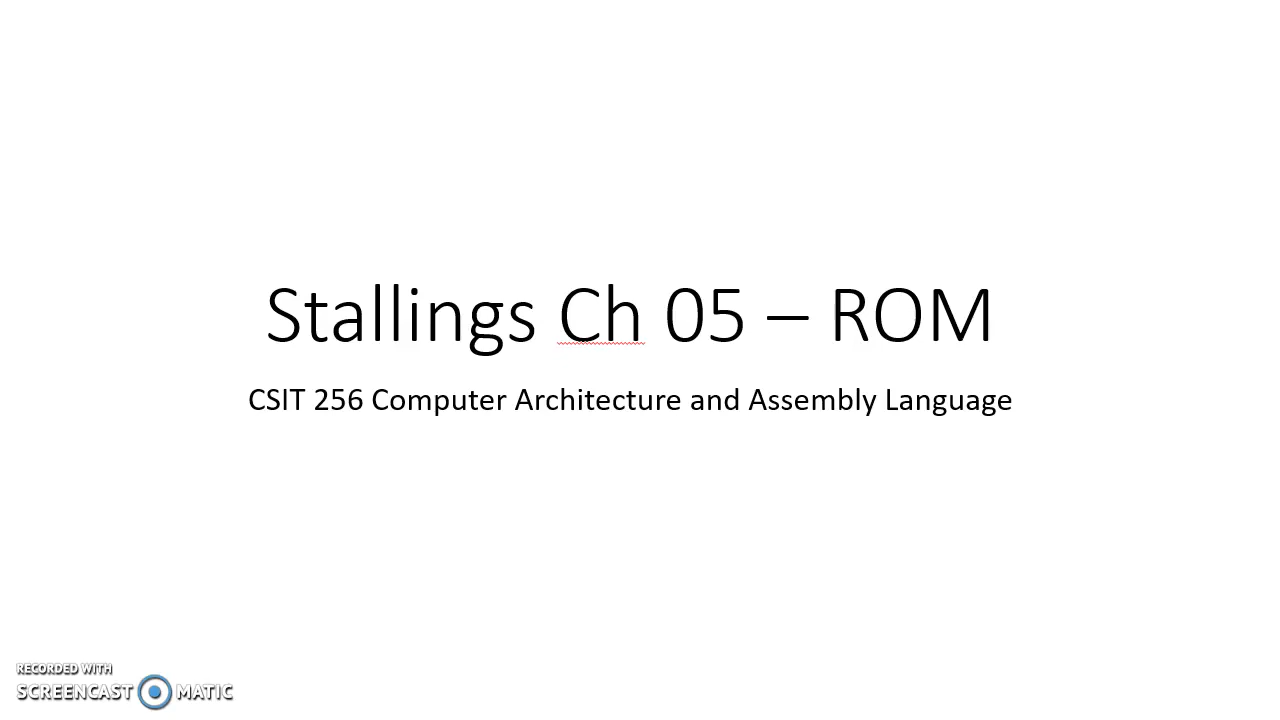 Stallings Ch 05 – ROM
CSIT 256 Computer Architecture and Assembly Language
RECORDED WITH
SCREENCAST MATIC